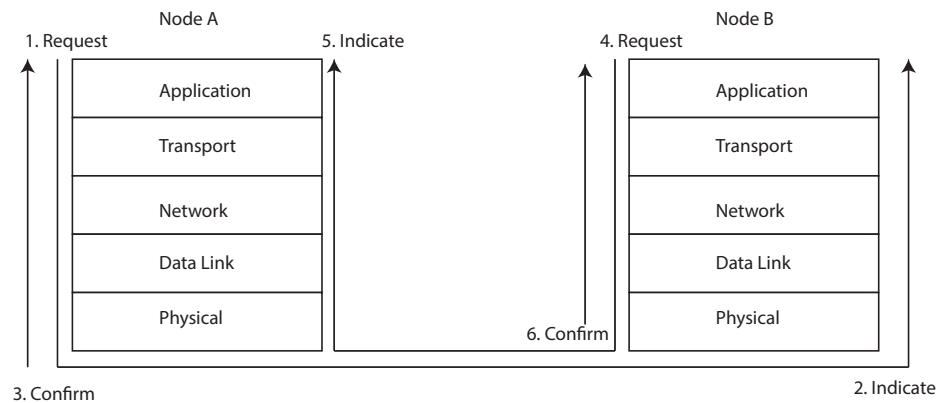 Node A
Node B
1. Request
5. Indicate
4. Request
Application
Application
Transport
Transport
Network
Network
Data Link
Data Link
Physical
Physical
6. Confirm
3. Confirm
2. Indicate